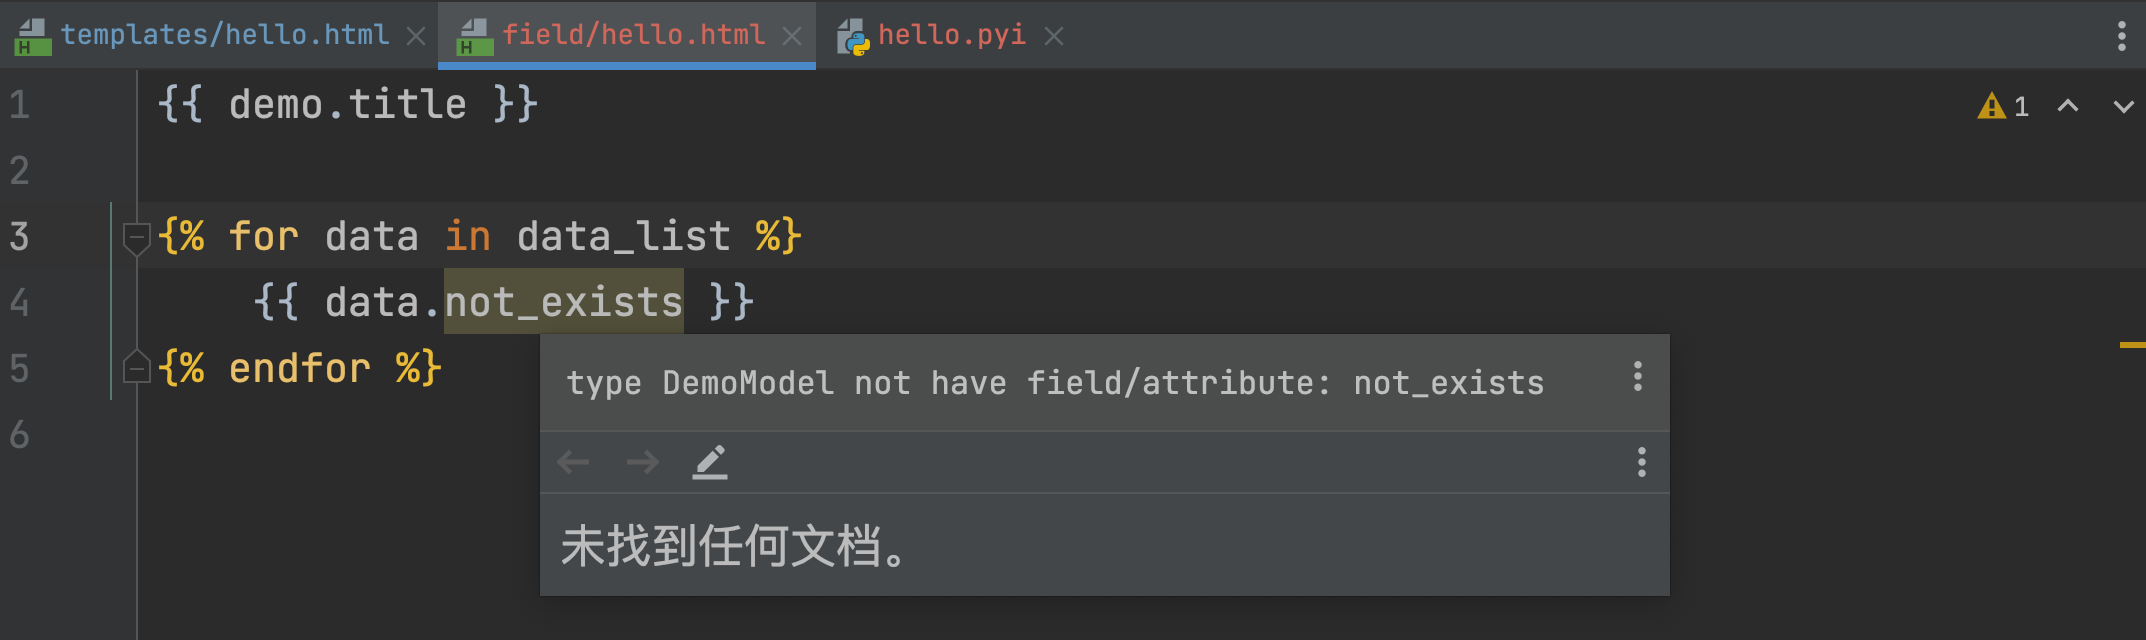 templates/hello.html field/hello.html hello.pyi
1 {{ demo.title }} 1
2
3 {% for data in data_list %}
4 {{ data.not_exists }}
5 {% endfor %}
type DemoModel not have field/attribute: not_exists
6
未找到任何文档。